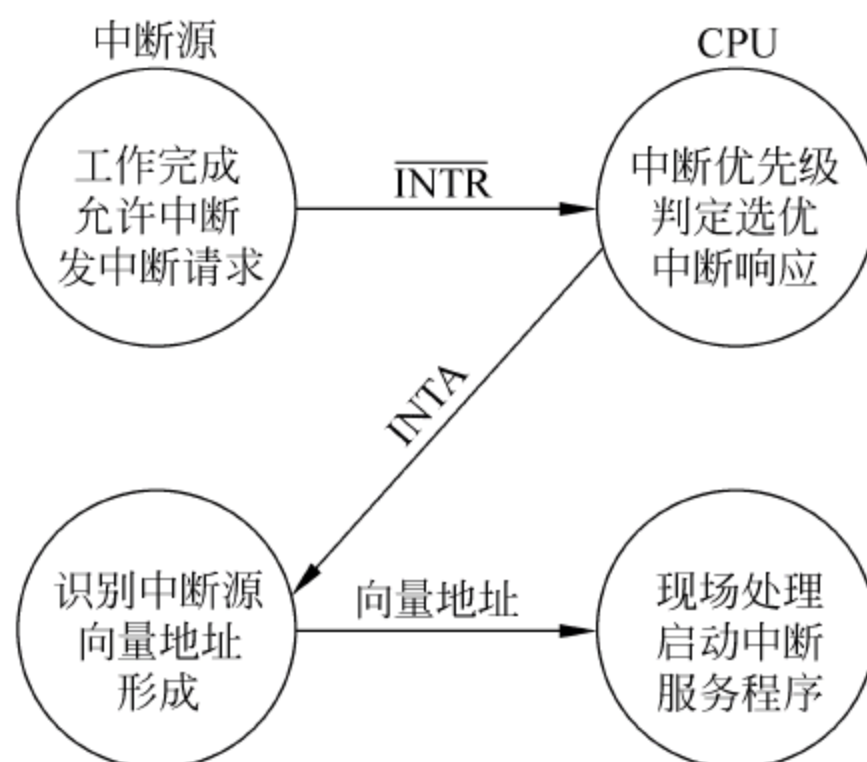 中断源
CPU
工作完成
允许中断
发中断请求
I̅N̅T̅R̅
中断优先级
判定选优
中断响应
INTA
识别中断源
向量地址
形成
向量地址
现场处理
启动中断
服务程序